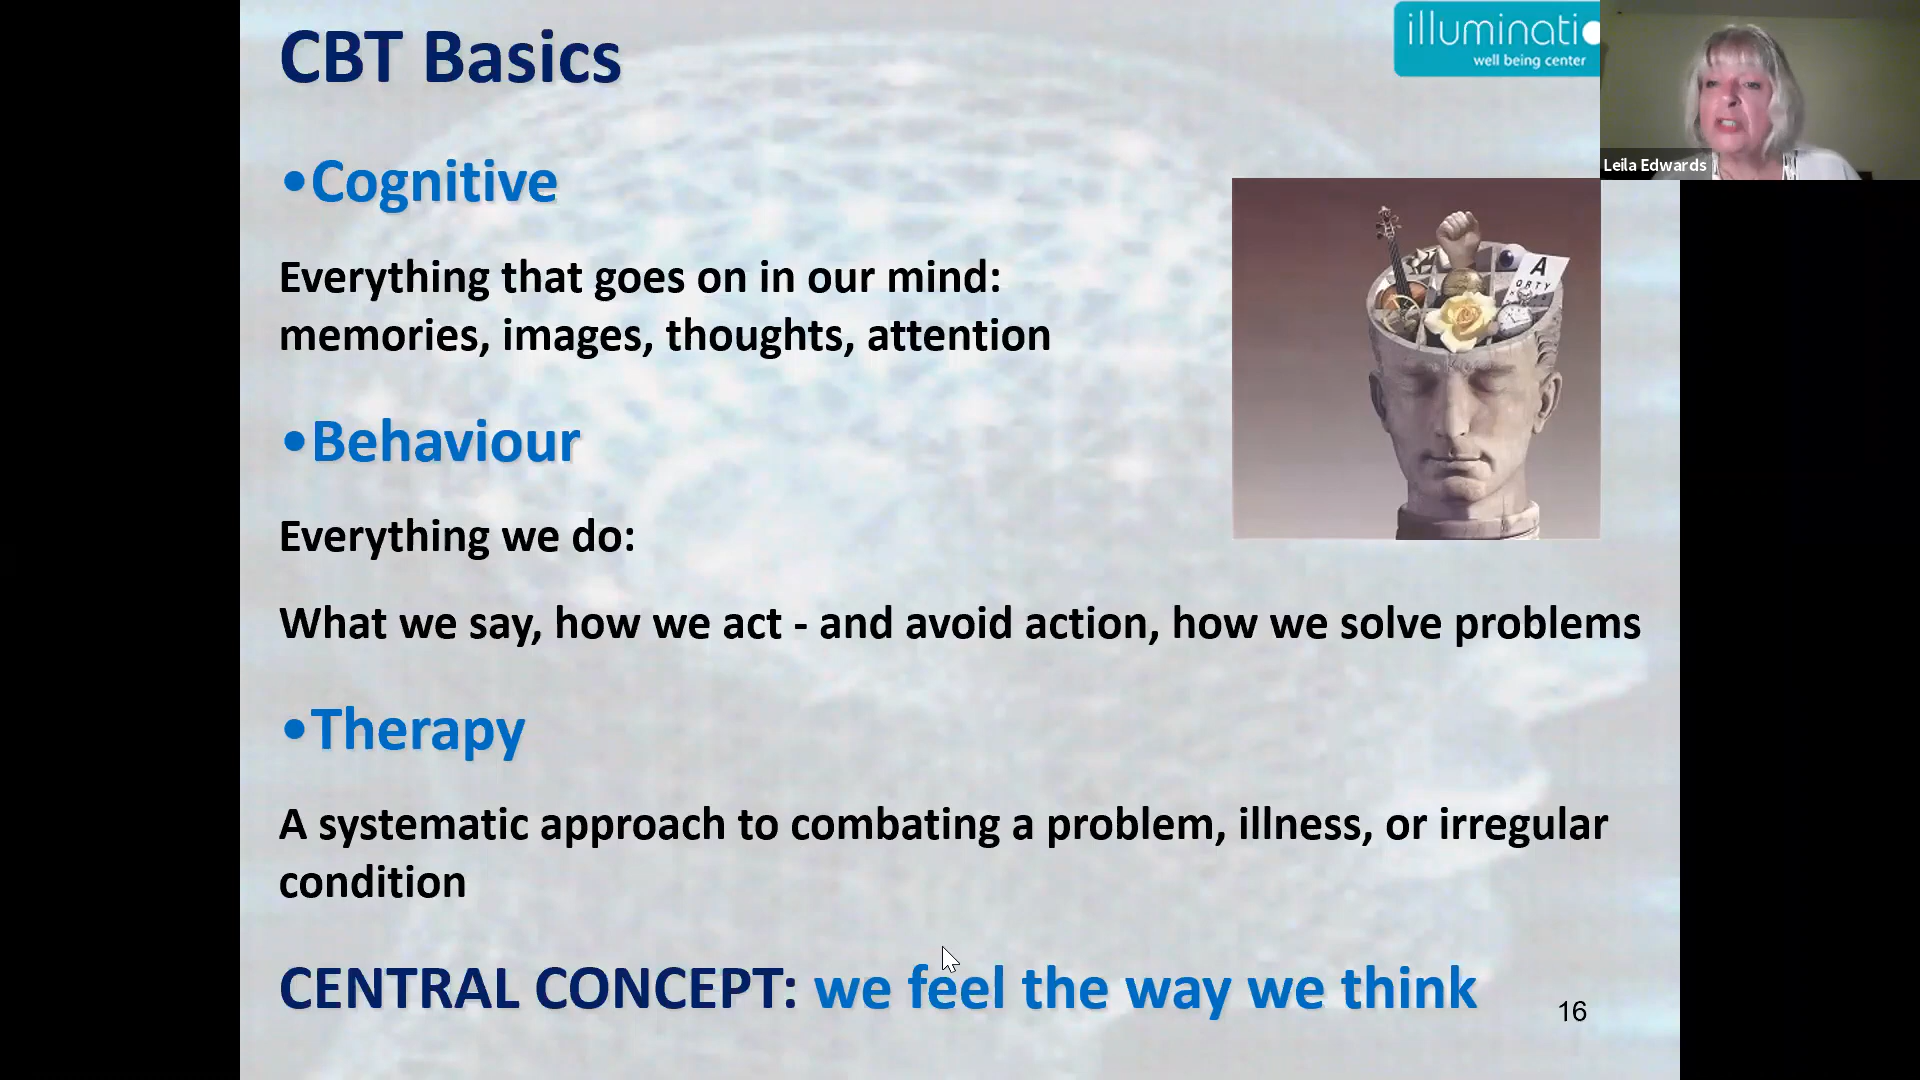 CBT Basics
illuminati
well being center
Leila Edwards
•Cognitive
Everything that goes on in our mind:
memories, images, thoughts, attention
A
QRTY
•Behaviour
Everything we do:
What we say, how we act - and avoid action, how we solve problems
•Therapy
A systematic approach to combating a problem, illness, or irregular
condition
CENTRAL CONCEPT: we feel the way we think
16